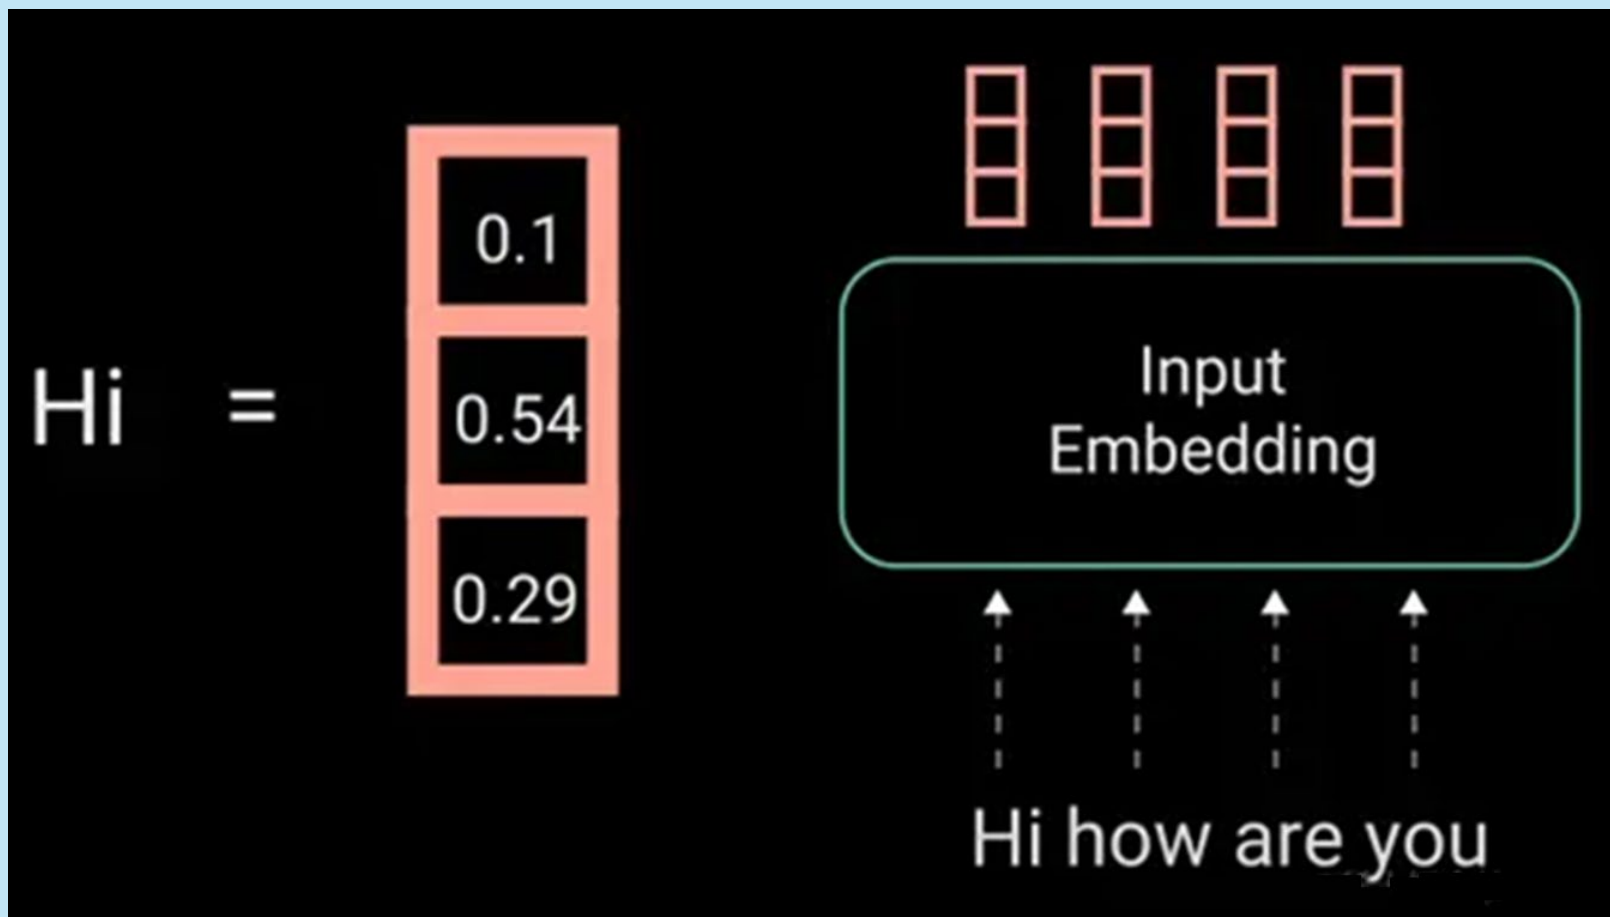 Hi =
0.1
0.54
0.29
Input
Embedding
Hi how are you